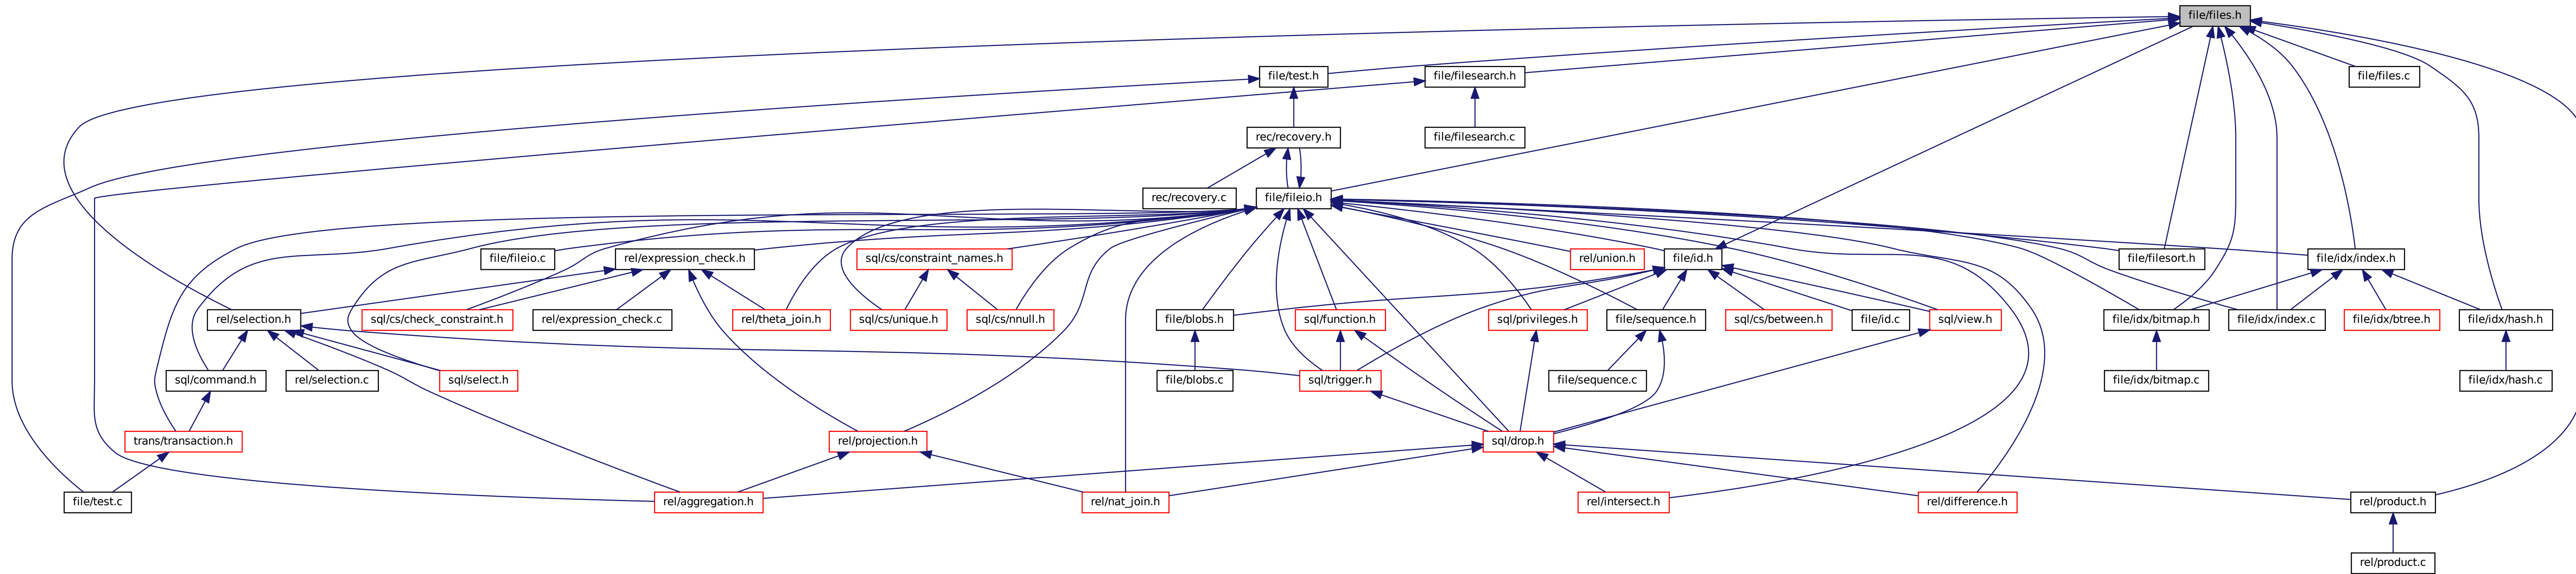 file/files.h
file/test.h
file/filesearch.h
file/files.c
rec/recovery.h
file/filesearch.c
rec/recovery.c
file/fileio.h
file/fileio.c
rel/expression_check.h
sql/cs/constraint_names.h
rel/union.h
file/id.h
file/filesort.h
file/idx/index.h
rel/selection.h
sql/cs/check_constraint.h
rel/expression_check.c
rel/theta_join.h
sql/cs/unique.h
sql/cs/nnull.h
file/blobs.h
sql/function.h
sql/privileges.h
file/sequence.h
sql/cs/between.h
file/id.c
sql/view.h
file/idx/bitmap.h
file/idx/index.c
file/idx/btree.h
file/idx/hash.h
sql/command.h
rel/selection.c
sql/select.h
file/blobs.c
sql/trigger.h
file/sequence.c
file/idx/bitmap.c
file/idx/hash.c
trans/transaction.h
rel/projection.h
sql/drop.h
file/test.c
rel/aggregation.h
rel/nat_join.h
rel/intersect.h
rel/difference.h
rel/product.h
rel/product.c